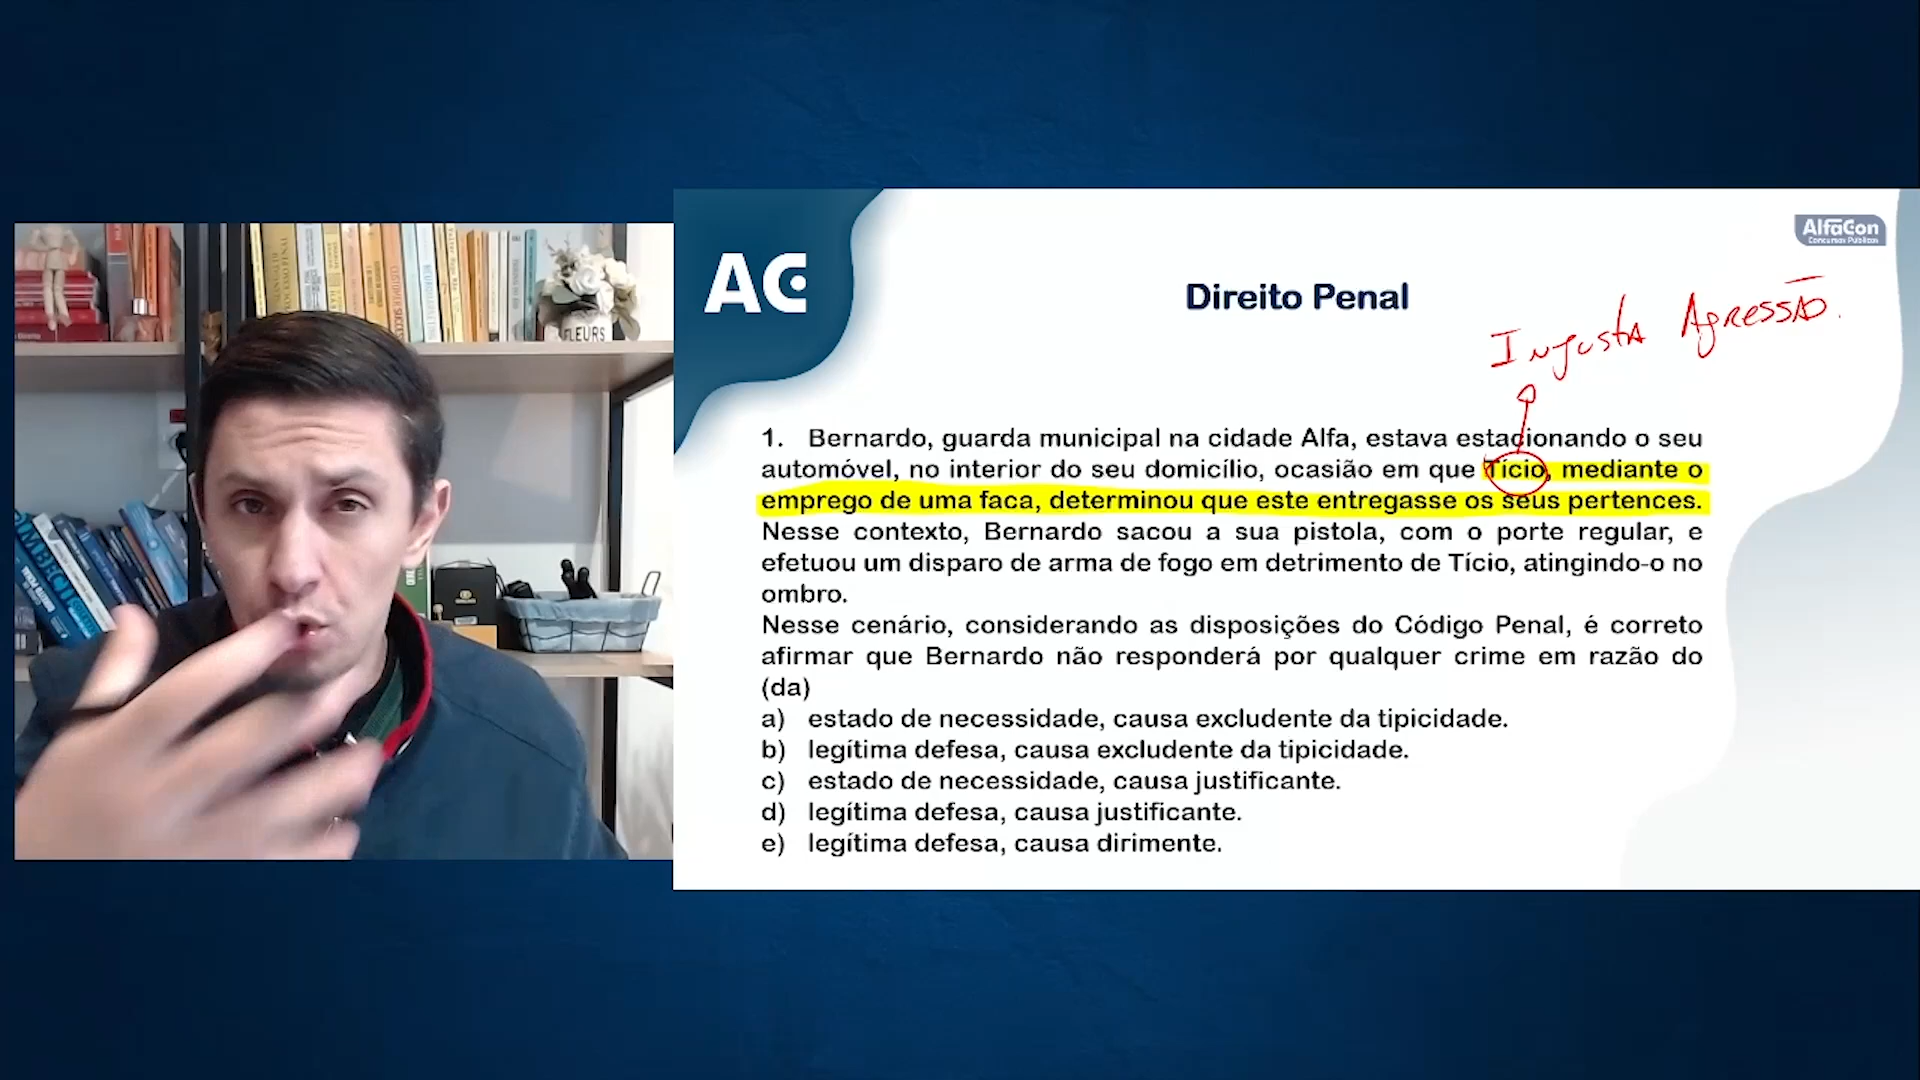 AlfaCon
Concursos Públicos
AC
Direito Penal
Injusta Agressão.
1. Bernardo, guarda municipal na cidade Alfa, estava estacionando o seu
automóvel, no interior do seu domicílio, ocasião em que Tício, mediante o
emprego de uma faca, determinou que este entregasse os seus pertences.
Nesse contexto, Bernardo sacou a sua pistola, com o porte regular, e
efetuou um disparo de arma de fogo em detrimento de Tício, atingindo-o no
ombro.
Nesse cenário, considerando as disposições do Código Penal, é correto
afirmar que Bernardo não responderá por qualquer crime em razão do
(da)
a) estado de necessidade, causa excludente da tipicidade.
b) legítima defesa, causa excludente da tipicidade.
c) estado de necessidade, causa justificante.
d) legítima defesa, causa justificante.
e) legítima defesa, causa dirimente.
FLEURS
CUSTOMER SUCCESS